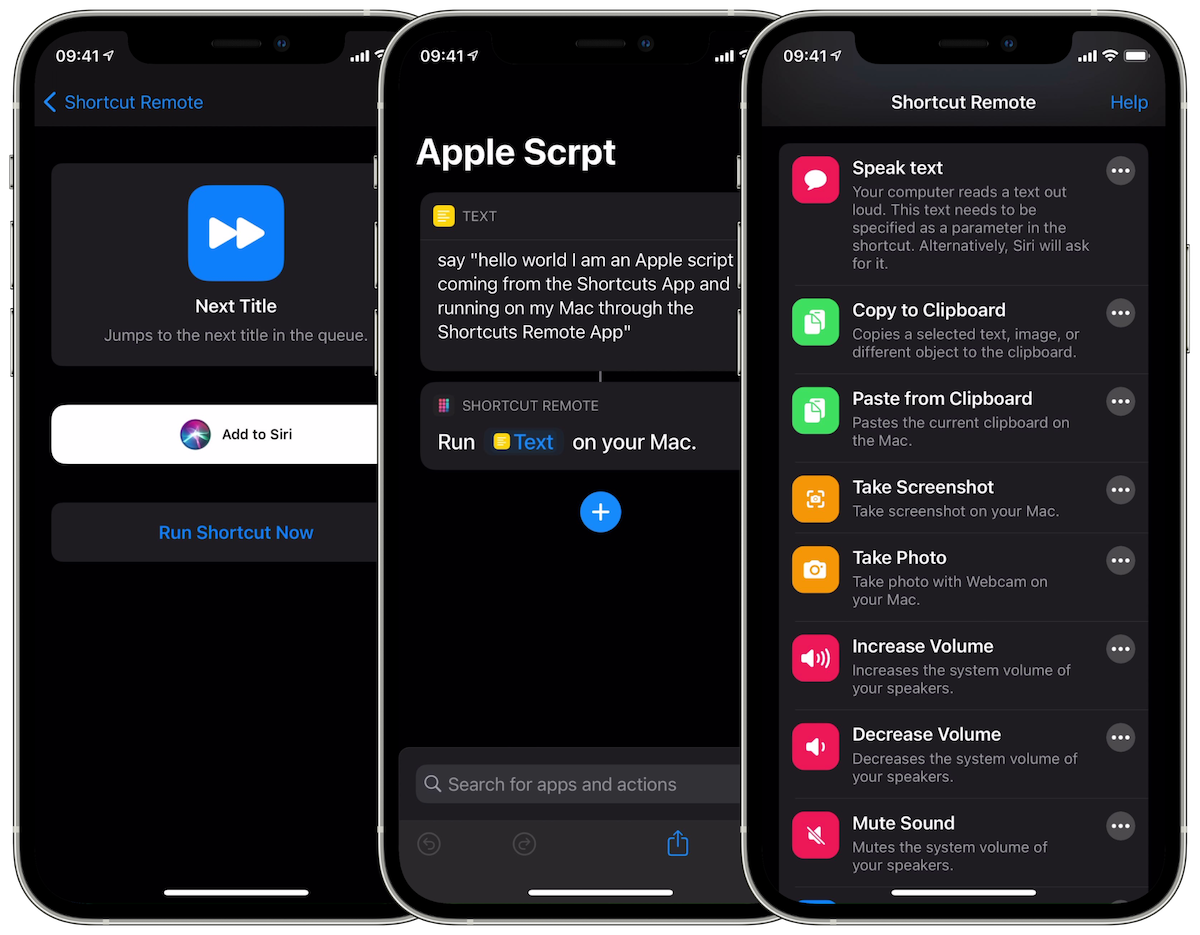 09:41
Shortcut Remote
Next Title
Jumps to the next title in the queue.
Add to Siri
Run Shortcut Now
09:41
Apple Scrpt
TEXT
say "hello world I am an Apple script
coming from the Shortcuts App and
running on my Mac through the
Shortcuts Remote App"
SHORTCUT REMOTE
Run Text on your Mac.
Search for apps and actions
09:41
Shortcut Remote
Help
Speak text
Your computer reads a text out
loud. This text needs to be
specified as a parameter in the
shortcut. Alternatively, Siri will ask
for it.
Copy to Clipboard
Copies a selected text, image, or
different object to the clipboard.
Paste from Clipboard
Pastes the current clipboard on
the Mac.
Take Screenshot
Take screenshot on your Mac.
Take Photo
Take photo with Webcam on
your Mac.
Increase Volume
Increases the system volume of
your speakers.
Decrease Volume
Decreases the system volume of
your speakers.
Mute Sound
Mutes the system volume of
your speakers.